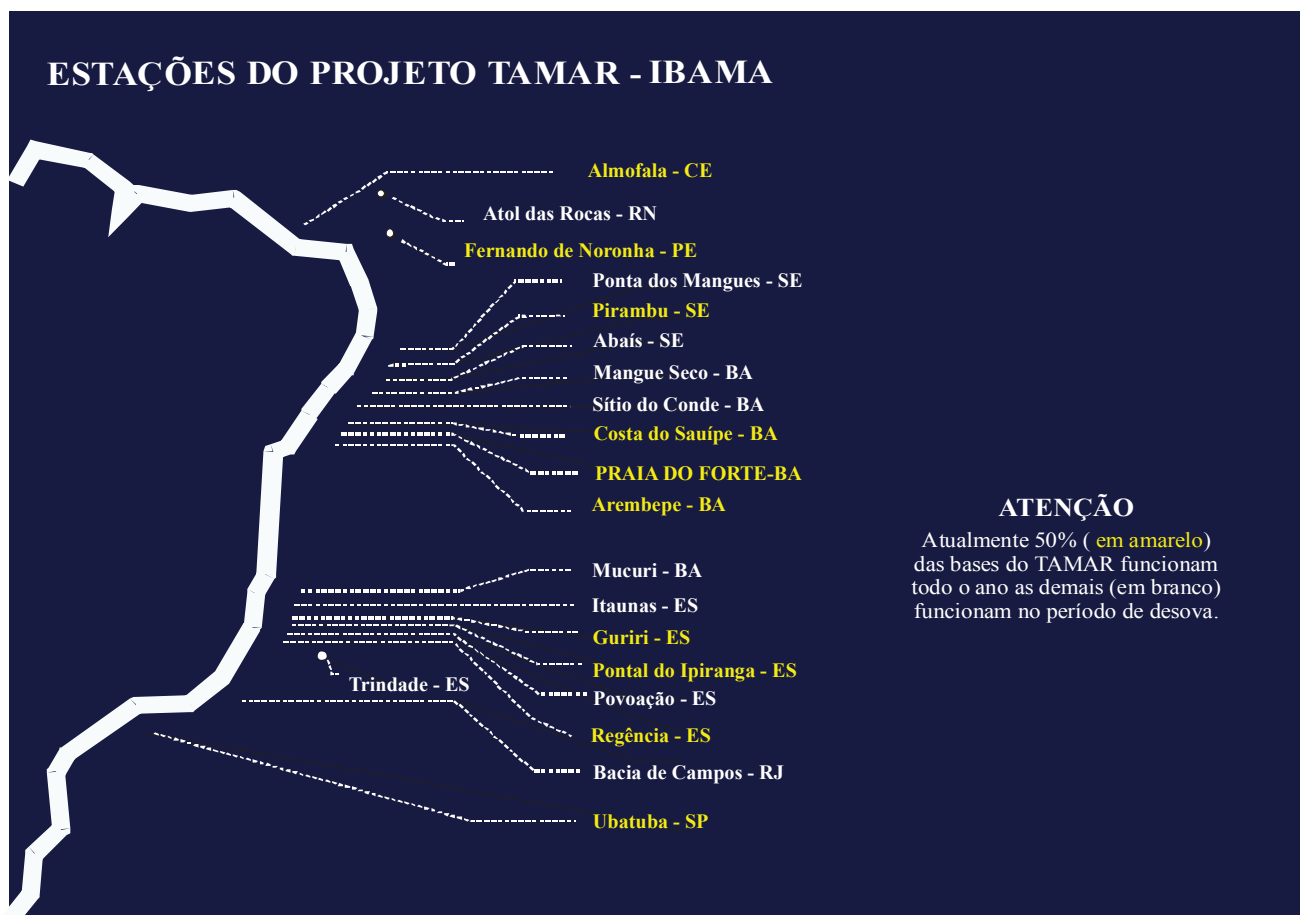 ESTAÇÕES DO PROJETO TAMAR - IBAMA
Almofala - CE
Atol das Rocas - RN
Fernando de Noronha - PE
Ponta dos Mangues - SE
Pirambu - SE
Abaís - SE
Mangue Seco - BA
Sítio do Conde - BA
Costa do Sauípe - BA
PRAIA DO FORTE-BA
Arembepe - BA
Mucuri - BA
Itaunas - ES
Guriri - ES
Pontal do Ipiranga - ES
Trindade - ES
Povoação - ES
Regência - ES
Bacia de Campos - RJ
Ubatuba - SP
ATENÇÃO
Atualmente 50% ( em amarelo)
das bases do TAMAR funcionam
todo o ano as demais (em branco)
funcionam no período de desova.